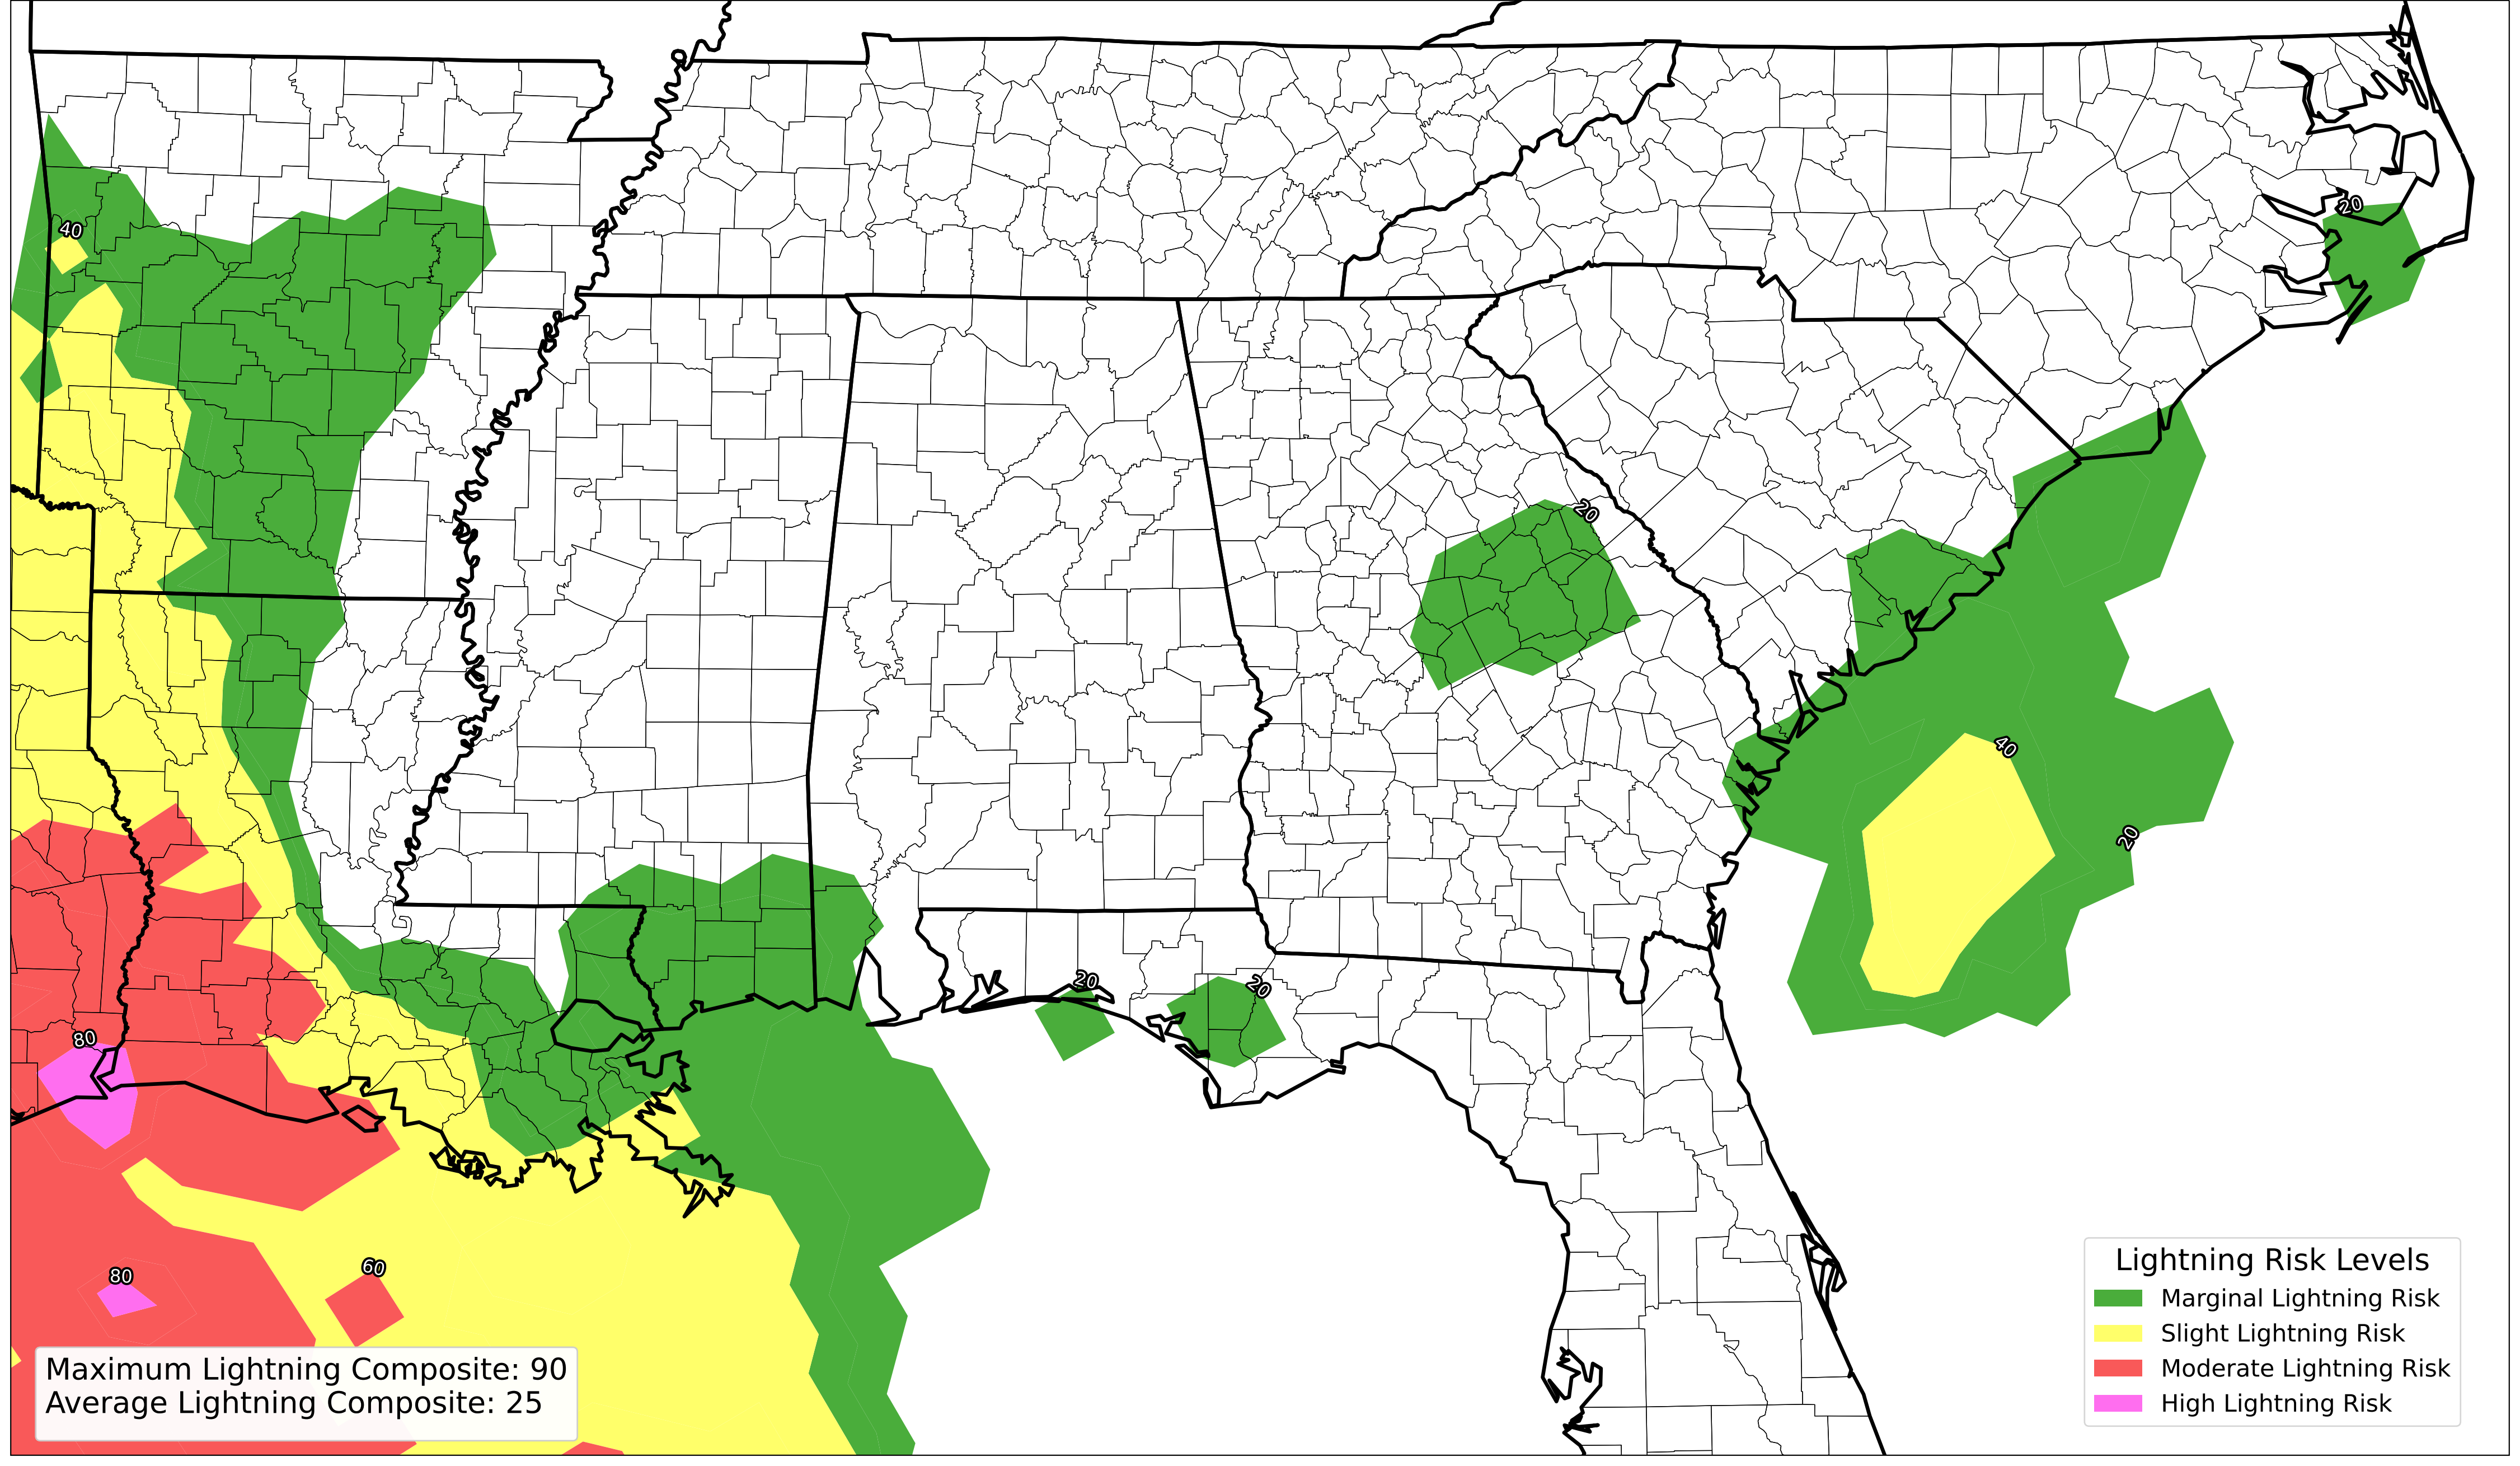 40
20
20
40
20
20
20
80
80
60
Maximum Lightning Composite: 90
Average Lightning Composite: 25
Lightning Risk Levels
Marginal Lightning Risk
Slight Lightning Risk
Moderate Lightning Risk
High Lightning Risk